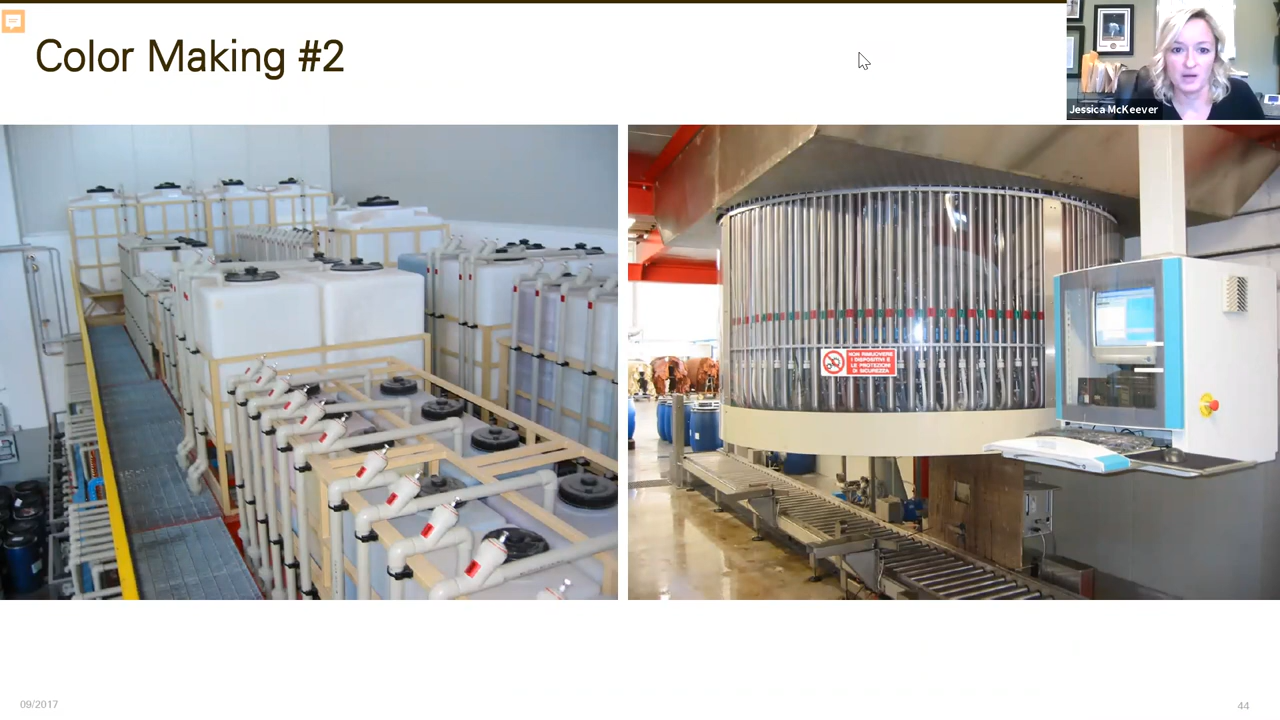 Color Making #2
Jessica McKeever
NON RIMUOVERE
I DISPOSITIVI E
LE PROTEZIONI
DI SICUREZZA
09/2017
44